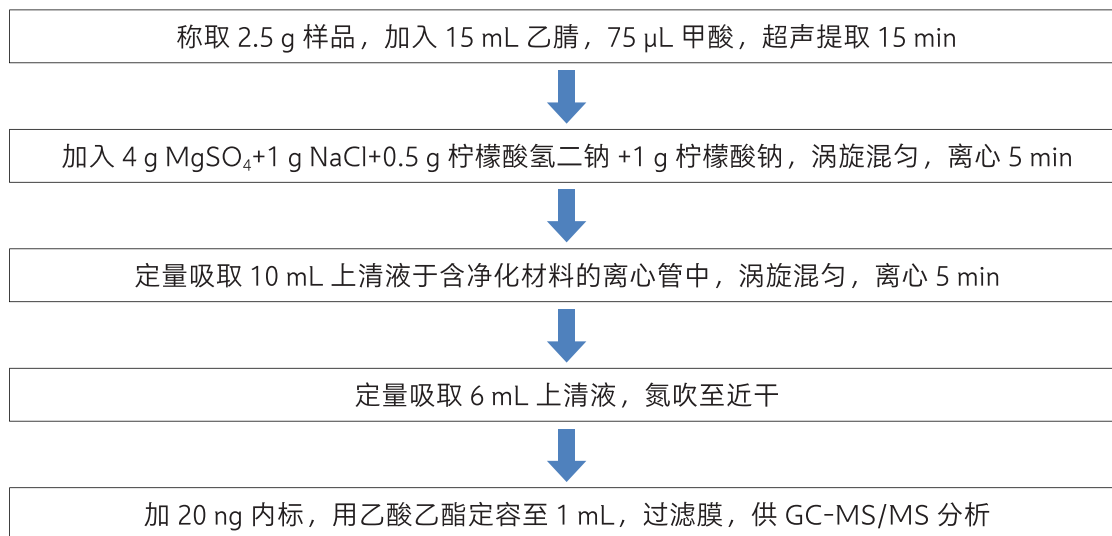 称取 2.5 g 样品，加入 15 mL 乙腈，75 μL 甲酸，超声提取 15 min
加入 4 g MgSO₄+1 g NaCl+0.5 g 柠檬酸氢二钠 +1 g 柠檬酸钠，涡旋混匀，离心 5 min
定量吸取 10 mL 上清液于含净化材料的离心管中，涡旋混匀，离心 5 min
定量吸取 6 mL 上清液，氮吹至近干
加 20 ng 内标，用乙酸乙酯定容至 1 mL，过滤膜，供 GC-MS/MS 分析